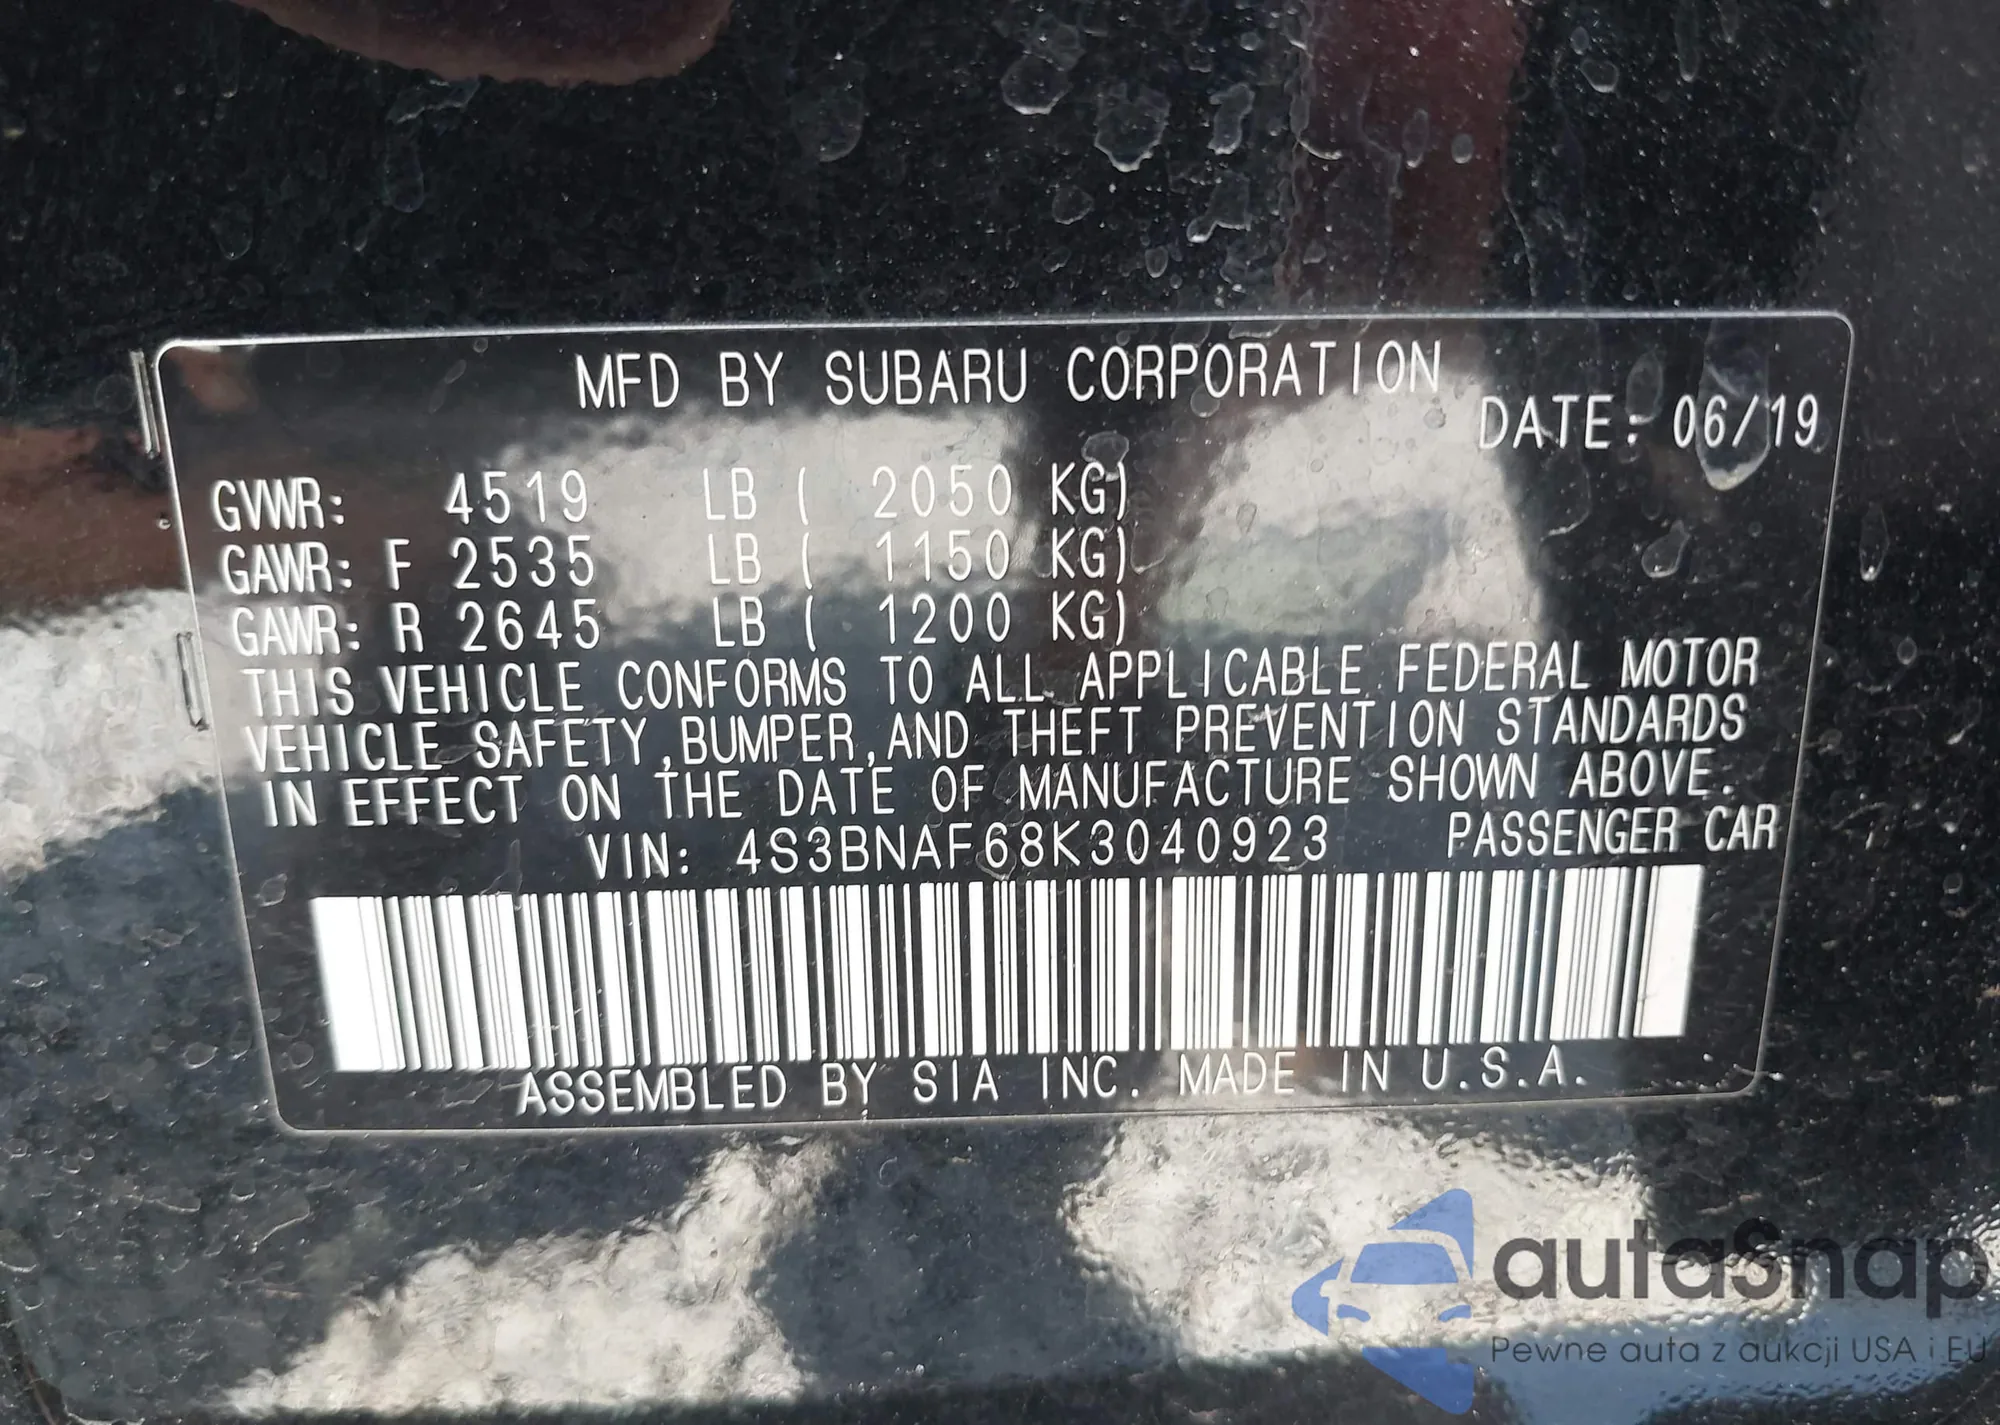 MFD BY SUBARU CORPORATION
DATE: 06/19
GVWR: 4519 LB ( 2050 KG)
GAWR: F 2535 LB ( 1150 KG)
GAWR: R 2645 LB ( 1200 KG)
THIS VEHICLE CONFORMS TO ALL APPLICABLE FEDERAL MOTOR
VEHICLE SAFETY,BUMPER,AND THEFT PREVENTION STANDARDS
IN EFFECT ON THE DATE OF MANUFACTURE SHOWN ABOVE.
VIN: 4S3BNAF68K3040923 PASSENGER CAR
ASSEMBLED BY SIA INC. MADE IN U.S.A.
autaSnap
Pewne auta z aukcji USA i EU